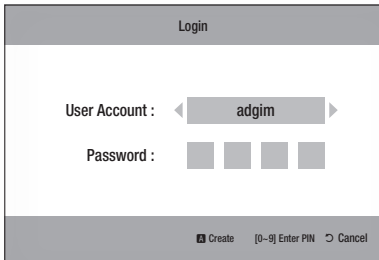 Login
User Account : adgim
Password :
A Create [0~9] Enter PIN Cancel